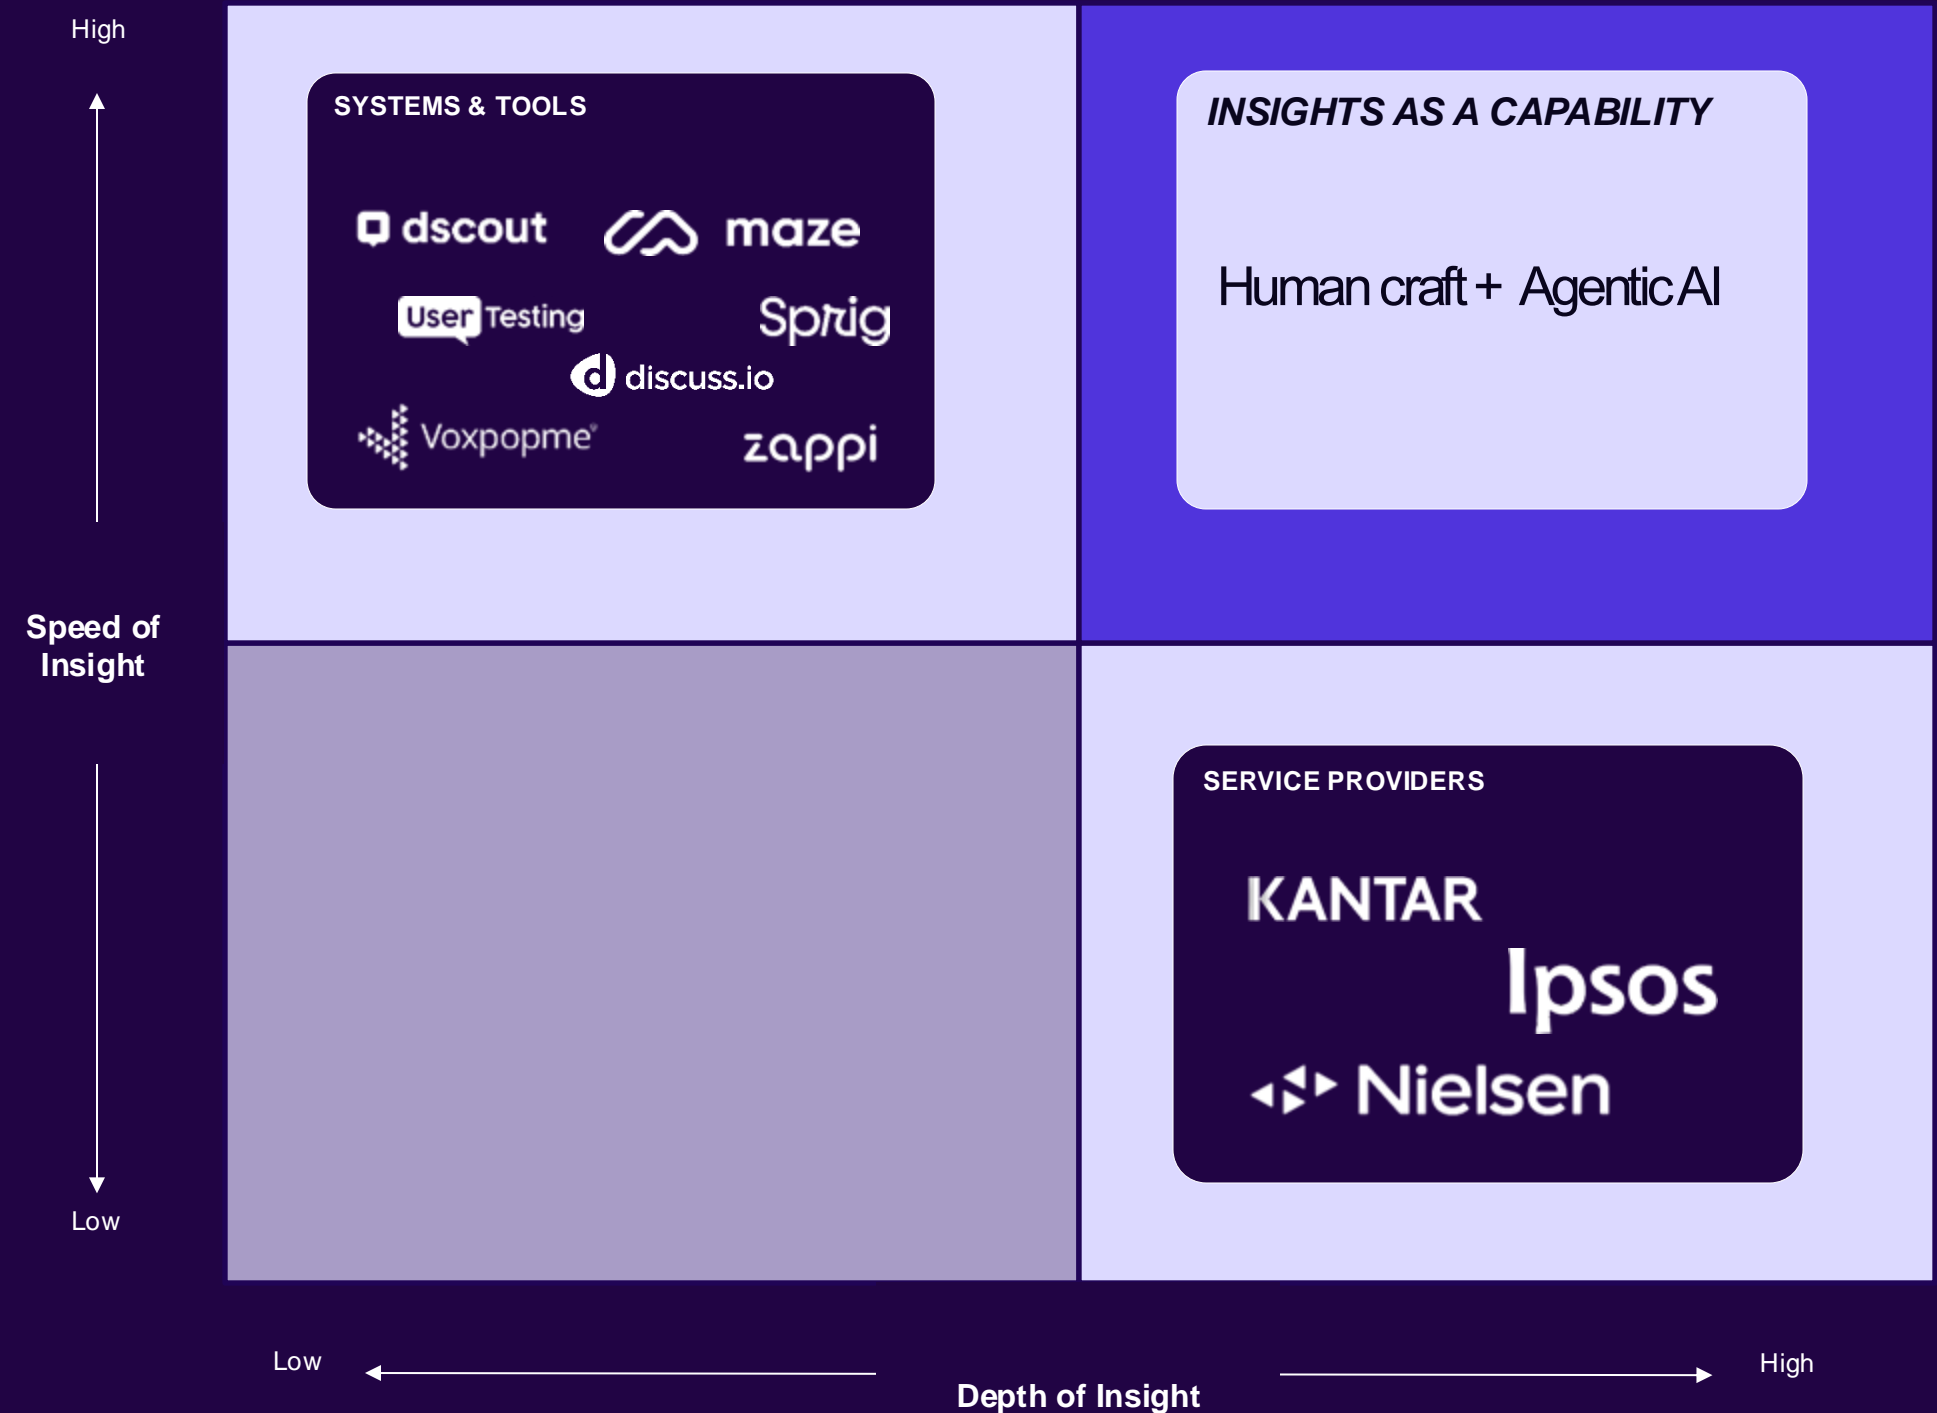 High
SYSTEMS & TOOLS
dscout
maze
User Testing
Sprig
discuss.io
Voxpopme®
zappi
INSIGHTS AS A CAPABILITY
Human craft + Agentic AI
Speed of
Insight
SERVICE PROVIDERS
KANTAR
Ipsos
Nielsen
Low
Low
Depth of Insight
High